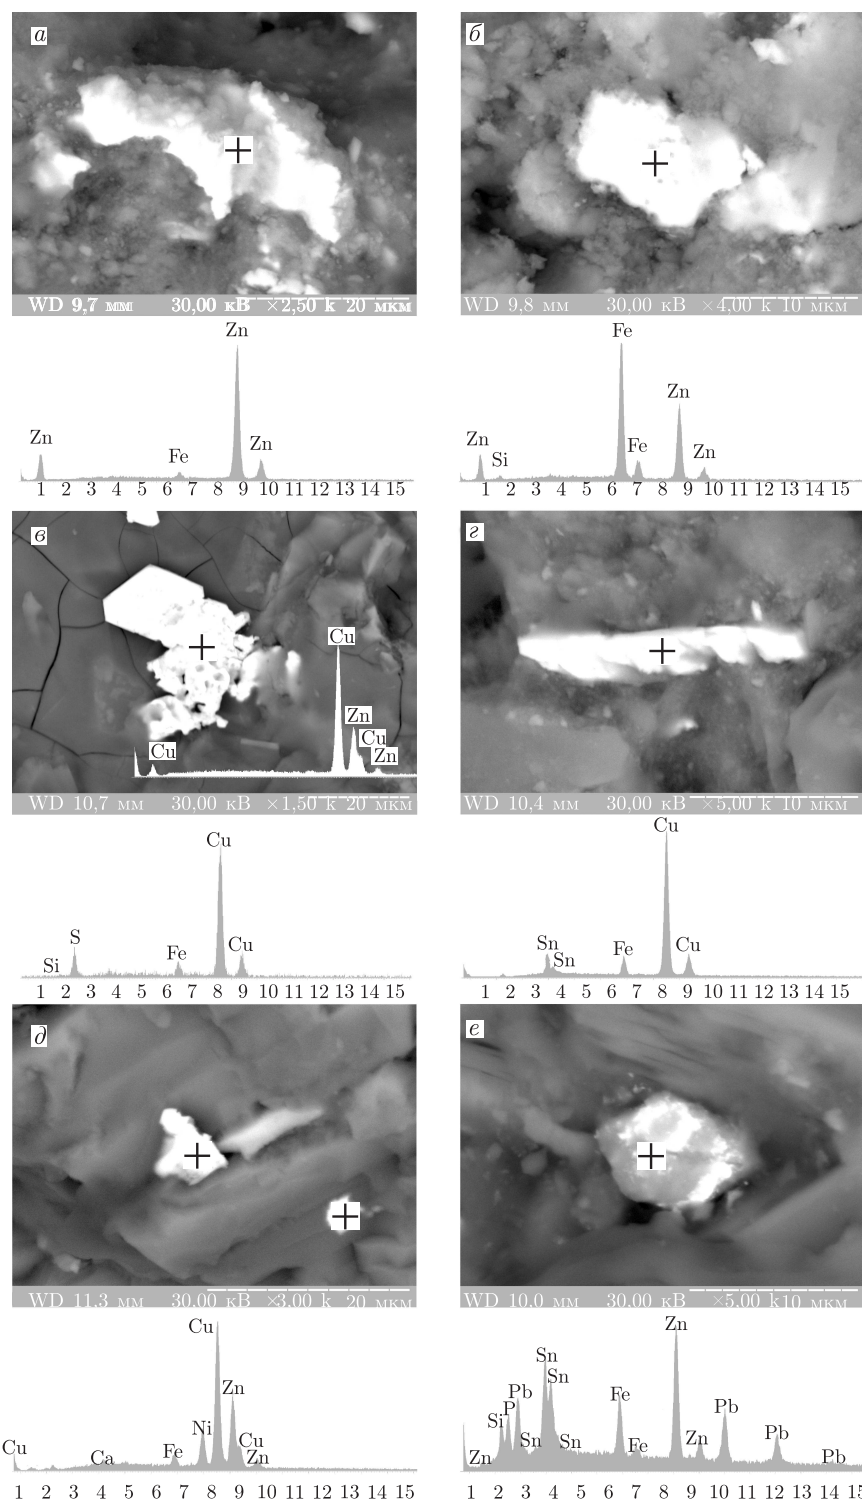 а
б
WD 9,7 мм 30,00 кВ ×2,50 k 20 мкм
WD 9,8 мм 30,00 кВ ×4,00 k 10 мкм
Zn
Zn
Fe
Zn
1 2 3 4 5 6 7 8 9 10 11 12 13 14 15
Fe
Zn
Si
Fe
Zn
Zn
1 2 3 4 5 6 7 8 9 10 11 12 13 14 15
в
г
Cu
Zn
Cu
Cu
Zn
WD 10,7 мм 30,00 кВ ×1,50 k 20 мкм
WD 10,4 мм 30,00 кВ ×5,00 k 10 мкм
Cu
S
Si
Fe
Cu
1 2 3 4 5 6 7 8 9 10 11 12 13 14 15
Cu
Sn
Sn
Fe
Cu
1 2 3 4 5 6 7 8 9 10 11 12 13 14 15
д
е
WD 11,3 мм 30,00 кВ ×3,00 k 20 мкм
WD 10,0 мм 30,00 кВ ×5,00 k 10 мкм
Cu
Zn
Ni
Cu
Cu
Ca
Fe
Zn
1 2 3 4 5 6 7 8 9 10 11 12 13 14 15
Zn
Sn
Sn
Pb
P
Si
Fe
Pb
Zn
Sn
Sn
Fe
Zn
Pb
Pb
1 2 3 4 5 6 7 8 9 10 11 12 13 14 15